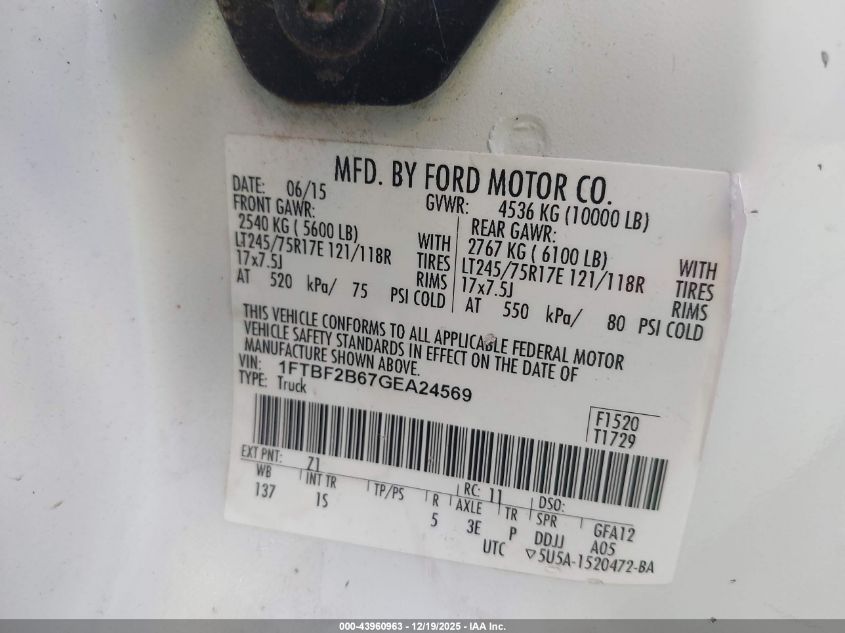 MFD. BY FORD MOTOR CO.
DATE: 06/15 GVWR: 4536 KG (10000 LB)
FRONT GAWR: REAR GAWR:
2540 KG ( 5600 LB) WITH 2767 KG ( 6100 LB) WITH
LT245/75R17E 121/118R TIRES LT245/75R17E 121/118R TIRES
17x7.5J RIMS 17x7.5J RIMS
AT 520 kPa/ 75 PSI COLD AT 550 kPa/ 80 PSI COLD
THIS VEHICLE CONFORMS TO ALL APPLICABLE FEDERAL MOTOR
VEHICLE SAFETY STANDARDS IN EFFECT ON THE DATE OF
MANUFACTURE SHOWN ABOVE.
VIN: 1FTBF2B67GEA24569
TYPE: Truck
F1520
T1729
EXT PNT: Z1 RC: 11 DSO:
WB INT TR TP/PS R AXLE TR SPR GFA12
137 1S 5 3E P DDJJ A05
UTC ▽5U5A-1520472-BA
000-43960963 | 12/19/2025 - IAA Inc.